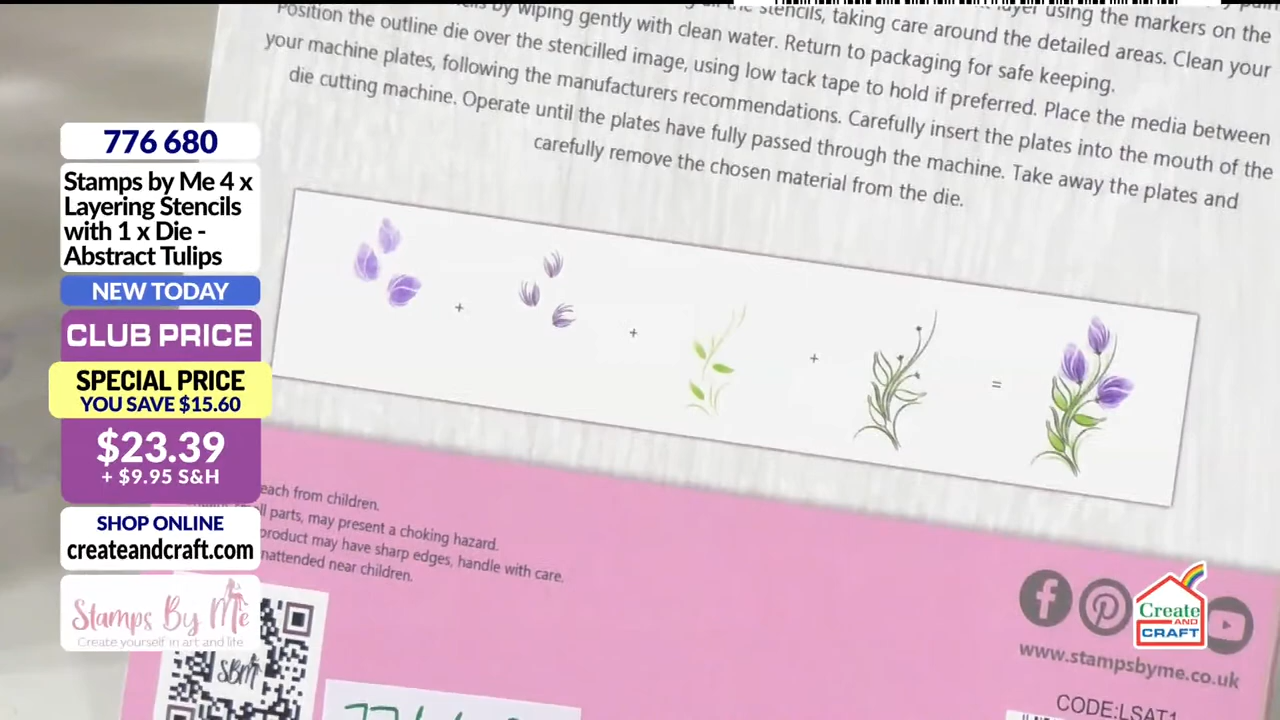 by wiping gently with clean water. Return to packaging for safe keeping.
the stencils, taking care around the detailed areas. Clean your
layer using the markers on the
Position the outline die over the stencilled image, using low tack tape to hold if preferred. Place the media between
your machine plates, following the manufacturers recommendations. Carefully insert the plates into the mouth of the
die cutting machine. Operate until the plates have fully passed through the machine. Take away the plates and
carefully remove the chosen material from the die.
+
+
+
=
776 680
Stamps by Me 4 x
Layering Stencils
with 1 x Die -
Abstract Tulips
NEW TODAY
CLUB PRICE
SPECIAL PRICE
YOU SAVE $15.60
$23.39
+ $9.95 S&H
SHOP ONLINE
createandcraft.com
Stamps By Me
Create yourself in art and life
each from children.
parts, may present a choking hazard.
product may have sharp edges, handle with care.
near children.
SBM
Create
AND
CRAFT
www.stampsbyme.co.uk
CODE:LSAT1